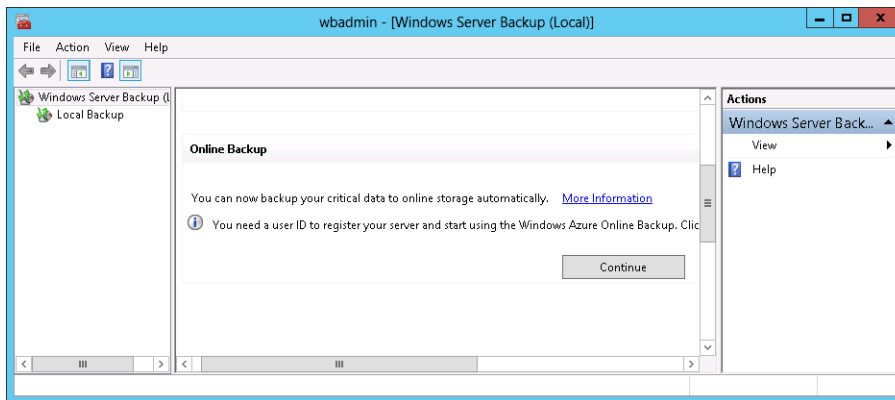 wbadmin - [Windows Server Backup (Local)]
File Action View Help
Windows Server Backup (L
Local Backup
Online Backup
You can now backup your critical data to online storage automatically. More Information
You need a user ID to register your server and start using the Windows Azure Online Backup. Clic
Continue
Actions
Windows Server Back...
View
Help